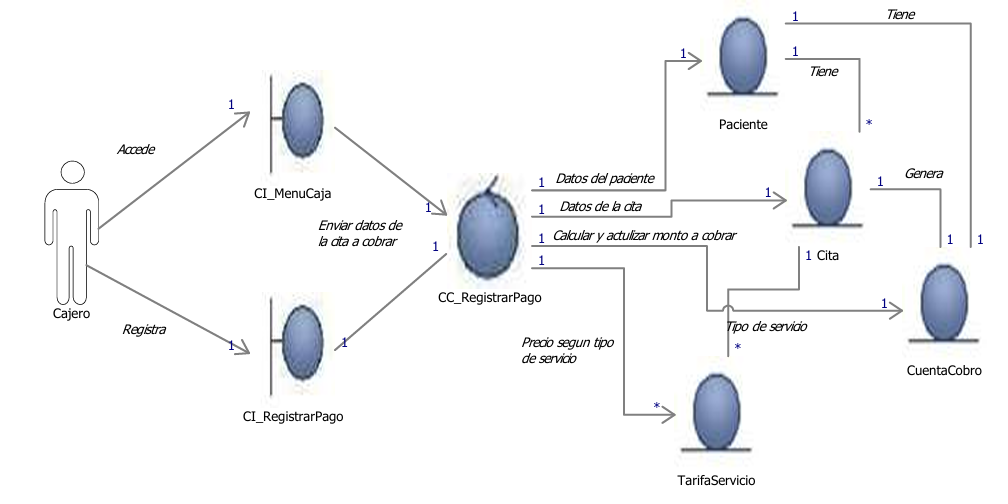 1
Tiene
1
Tiene
1
Paciente
*
1
Accede
CI_MenuCaja
1
Enviar datos de
la cita a cobrar
1
Datos del paciente
1
Datos de la cita
1
1
Calcular y actulizar monto a cobrar
1
1
CC_RegistrarPago
1
Genera
1
1
1 Cita
Cajero
Registra
1
1
CI_RegistrarPago
Precio segun tipo
de servicio
Tipo de servicio
*
1
CuentaCobro
*
TarifaServicio